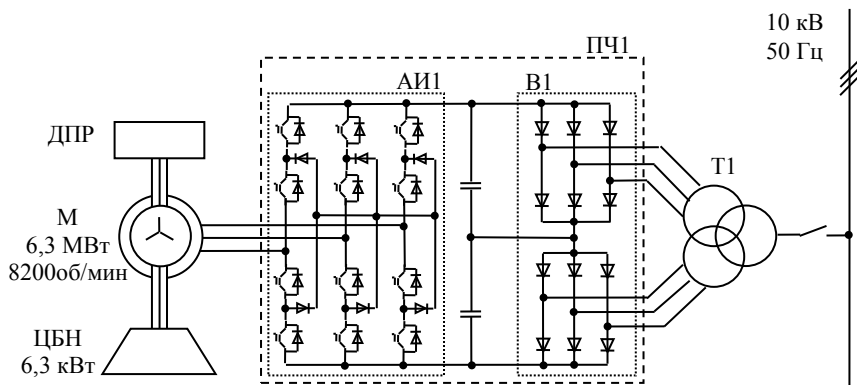 10 кВ
50 Гц
ПЧ1
АИ1
В1
ДПР
Т1
М
6,3 МВт
8200об/мин
ЦБН
6,3 кВт